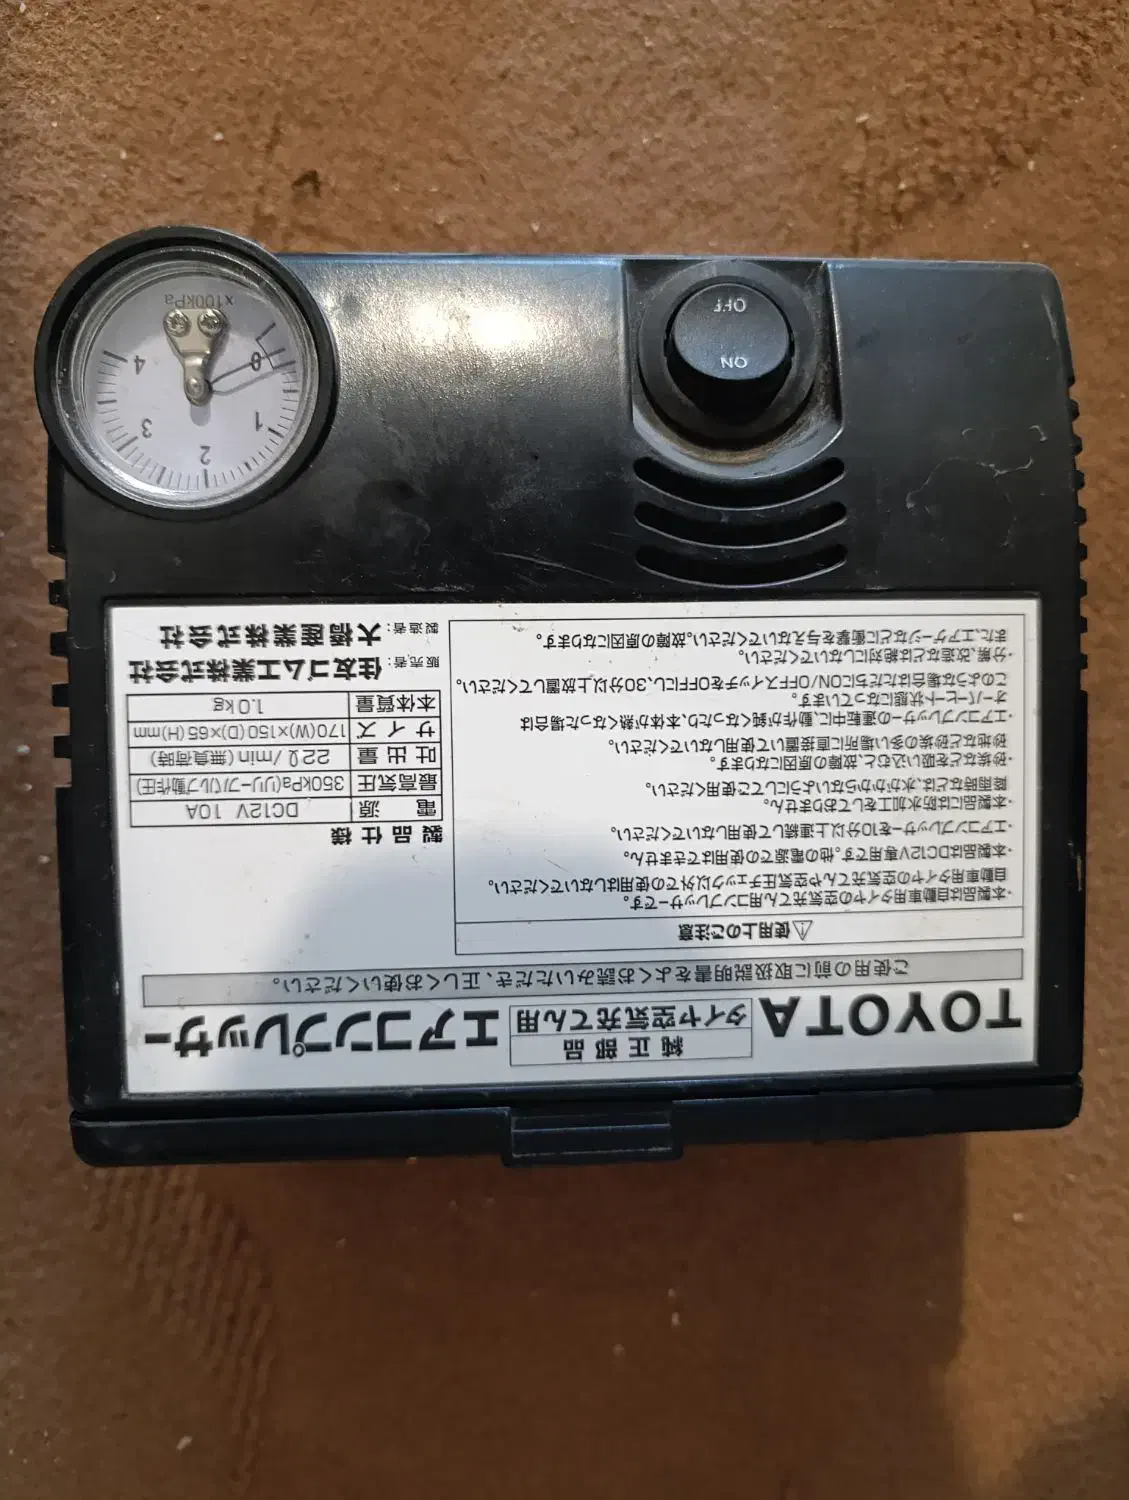 TOYOTA
純正部品
タイヤ空気充てん用
エアコンプレッサー
ご使用の前に取扱説明書をよくお読みいただき、正しくお使いください。
⚠使用上のご注意
・本製品は自動車用タイヤの空気充てん用コンプレッサーです。
自動車用タイヤの空気充てんや空気圧チェック以外での使用はしないでください。
・本製品はDC12V専用です。他の電源での使用はできません。
・エアコンプレッサーを10分以上連続して使用しないでください。
・本製品には防水加工をしておりません。
降雨時などは、水がかからないようにしてご使用ください。
・砂埃などを吸い込むと、故障の原因になります。
砂地など砂埃の多い場所に直接置いて使用しないでください。
・エアコンプレッサーの運転中に、動作が鈍くなったり、本体が熱くなった場合は
オーバーヒート状態になっています。
このような場合はただちにON/OFFスイッチをOFFにし、30分以上放置してください。
・分解、改造などは絶対にしないでください。
また、エアゲージなどに衝撃を与えないでください。故障の原因になります。
製品仕様
電源 DC12V 10A
最高気圧 350kPa(リリーフバルブ作動圧)
吐出量 22ℓ/min(無負荷時)
サイズ 170(W)×150(D)×65(H)mm
本体質量 1.0kg
販売者:住友ゴム工業株式会社
製造者:大橋産業株式会社
ON
OFF
0
1
2
3
4
×100kPa